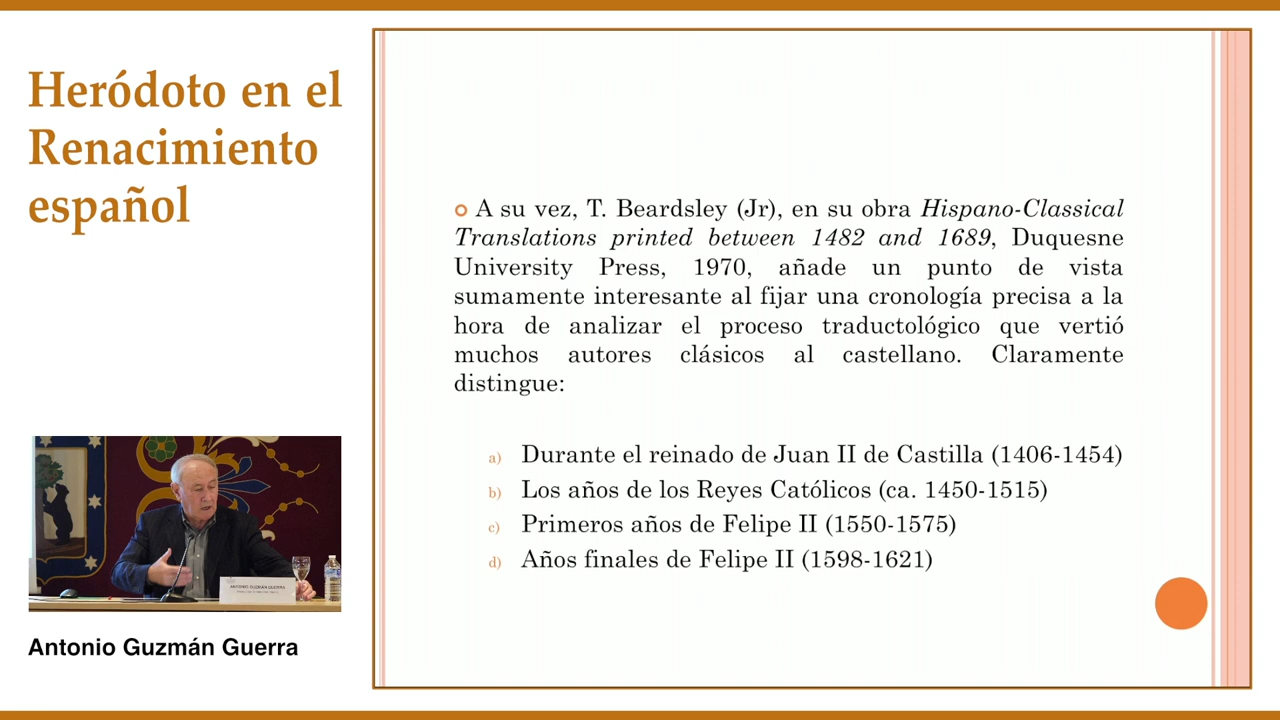 Heródoto en el
Renacimiento
español
A su vez, T. Beardsley (Jr), en su obra Hispano-Classical
Translations printed between 1482 and 1689, Duquesne
University Press, 1970, añade un punto de vista
sumamente interesante al fijar una cronología precisa a la
hora de analizar el proceso traductológico que vertió
muchos autores clásicos al castellano. Claramente
distingue:
a) Durante el reinado de Juan II de Castilla (1406-1454)
b) Los años de los Reyes Católicos (ca. 1450-1515)
c) Primeros años de Felipe II (1550-1575)
d) Años finales de Felipe II (1598-1621)
ANTONIO GUZMÁN GUERRA
Antonio Guzmán Guerra